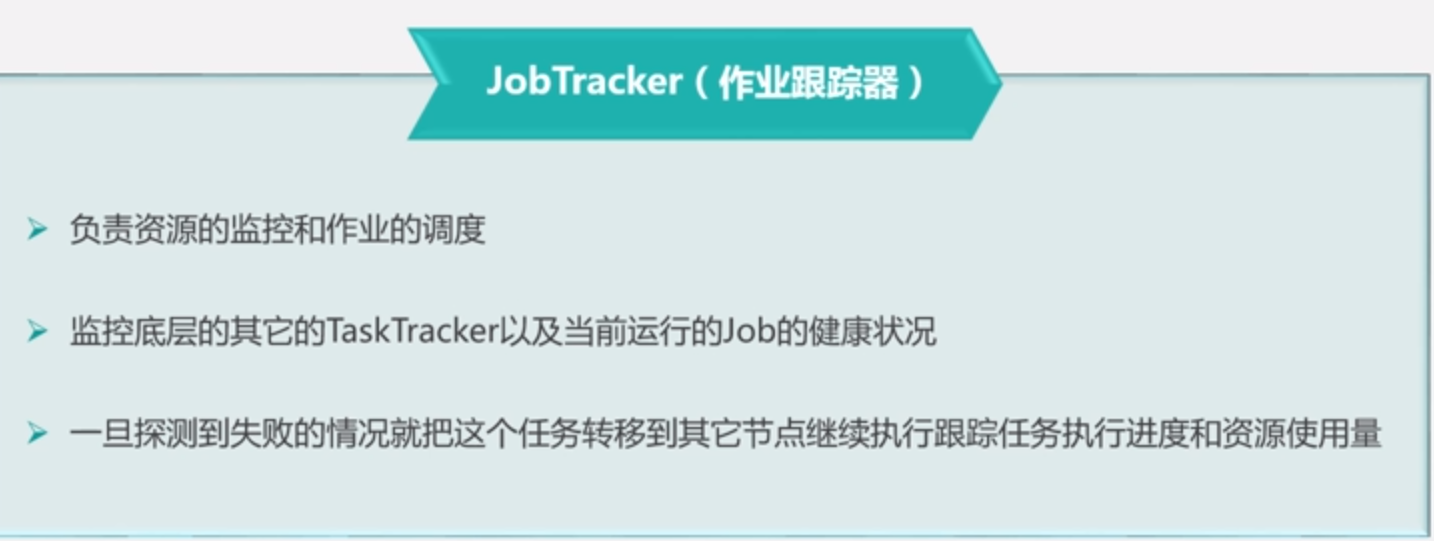 JobTracker（作业跟踪器）
负责资源的监控和作业的调度
监控底层的其它的TaskTracker以及当前运行的Job的健康状况
一旦探测到失败的情况就把这个任务转移到其它节点继续执行跟踪任务执行进度和资源使用量